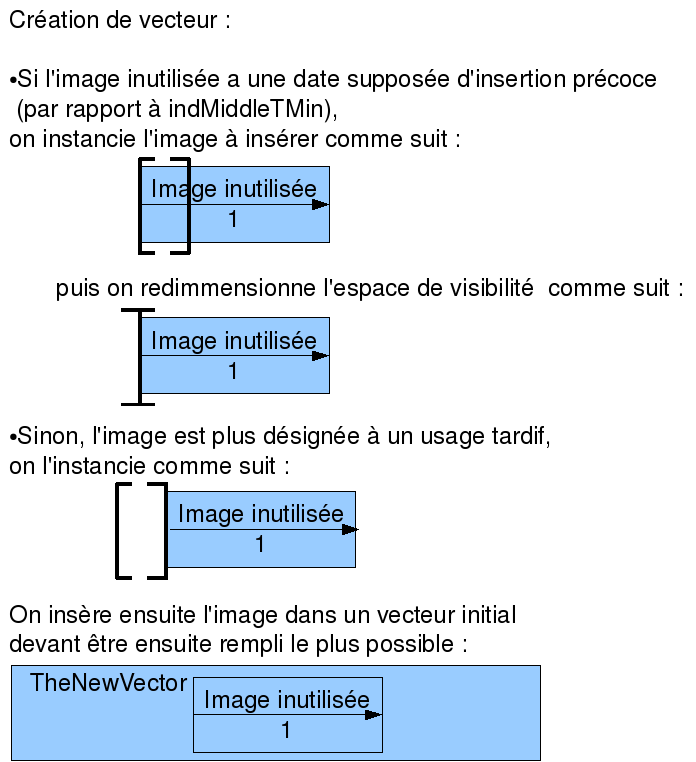 Création de vecteur :
•Si l'image inutilisée a une date supposée d'insertion précoce
(par rapport à indMiddleTMin),
on instancie l'image à insérer comme suit :
Image inutilisée
1
puis on redimmensionne l'espace de visibilité comme suit :
Image inutilisée
1
•Sinon, l'image est plus désignée à un usage tardif,
on l'instancie comme suit :
Image inutilisée
1
On insère ensuite l'image dans un vecteur initial
devant être ensuite rempli le plus possible :
TheNewVector
Image inutilisée
1